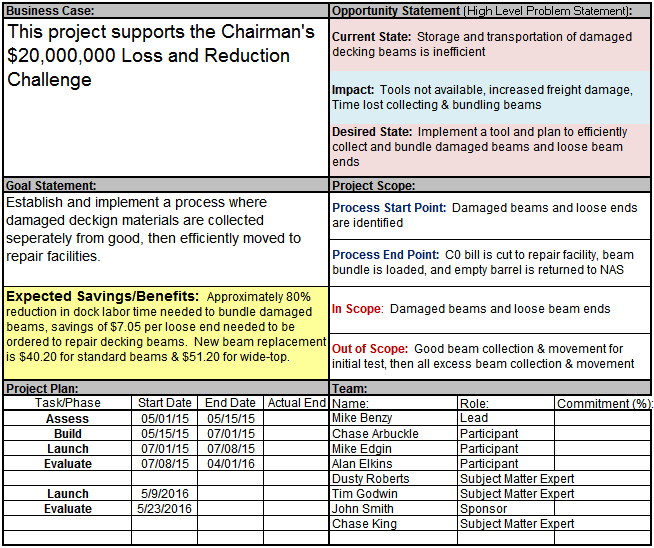 Business Case:
This project supports the Chairman's
$20,000,000 Loss and Reduction
Challenge
Opportunity Statement (High Level Problem Statement):
Current State: Storage and transportation of damaged
decking beams is inefficient
Impact: Tools not available, increased freight damage,
Time lost collecting & bundling beams
Desired State: Implement a tool and plan to efficiently
collect and bundle damaged beams and loose beam
ends
Goal Statement:
Establish and implement a process where
damaged deckign materials are collected
seperately from good, then efficiently moved to
repair facilities.
Expected Savings/Benefits: Approximately 80%
reduction in dock labor time needed to bundle damaged
beams, savings of $7.05 per loose end needed to be
ordered to repair decking beams. New beam replacement
is $40.20 for standard beams & $51.20 for wide-top.
Project Scope:
Process Start Point: Damaged beams and loose ends
are identified
Process End Point: C0 bill is cut to repair facility, beam
bundle is loaded, and empty barrel is returned to NAS
In Scope: Damaged beams and loose beam ends
Out of Scope: Good beam collection & movement for
initial test, then all excess beam collection & movement
Project Plan:
Task/Phase Start Date End Date Actual End
Assess 05/01/15 05/15/15
Build 05/15/15 07/01/15
Launch 07/01/15 07/08/15
Evaluate 07/08/15 04/01/16
Launch 5/9/2016
Evaluate 5/23/2016
Team:
Name: Role: Commitment (%):
Mike Benzy Lead
Chase Arbuckle Participant
Mike Edgin Participant
Alan Elkins Participant
Dusty Roberts Subject Matter Expert
Tim Godwin Subject Matter Expert
John Smith Sponsor
Chase King Subject Matter Expert